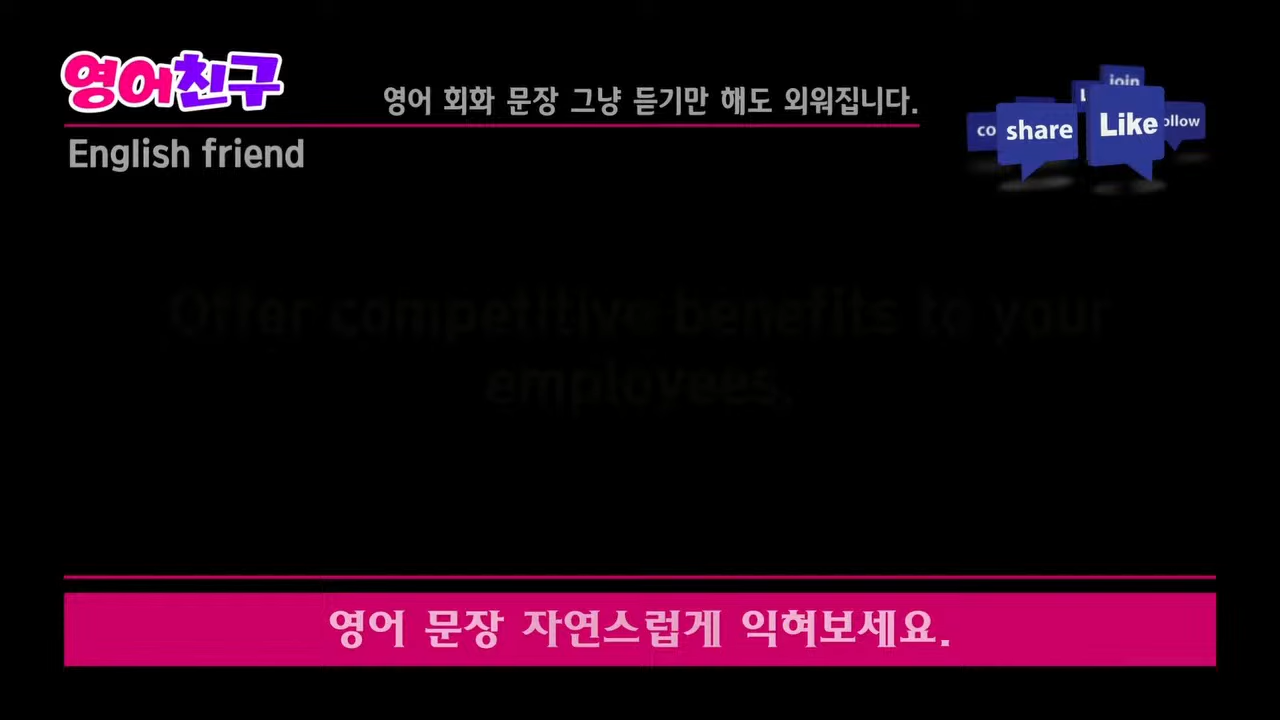 영어친구
영어 회화 문장 그냥 듣기만 해도 외워집니다.
English friend
join
co
share
Like
ollow
Offer competitive benefits to your
employees.
영어 문장 자연스럽게 익혀보세요.